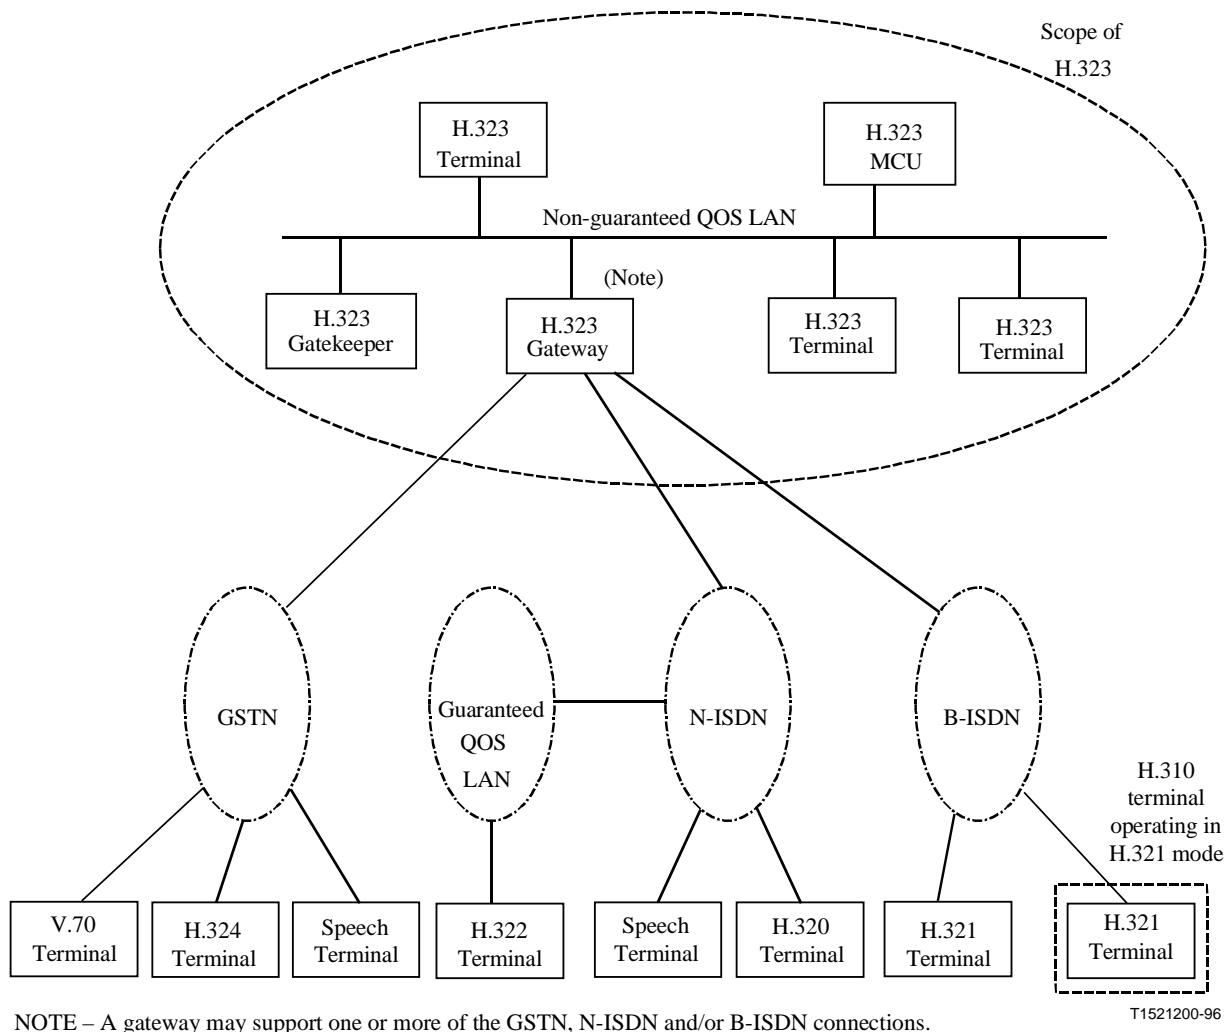 Scope of
H.323
H.323
Terminal
H.323
MCU
Non-guaranteed QOS LAN
(Note)
H.323
Gatekeeper
H.323
Gateway
H.323
Terminal
H.323
Terminal
GSTN
Guaranteed
QOS
LAN
N-ISDN
B-ISDN
H.310
terminal
operating in
H.321 mode
V.70
Terminal
H.324
Terminal
Speech
Terminal
H.322
Terminal
Speech
Terminal
H.320
Terminal
H.321
Terminal
H.321
Terminal
T1521200-96
NOTE – A gateway may support one or more of the GSTN, N-ISDN and/or B-ISDN connections.